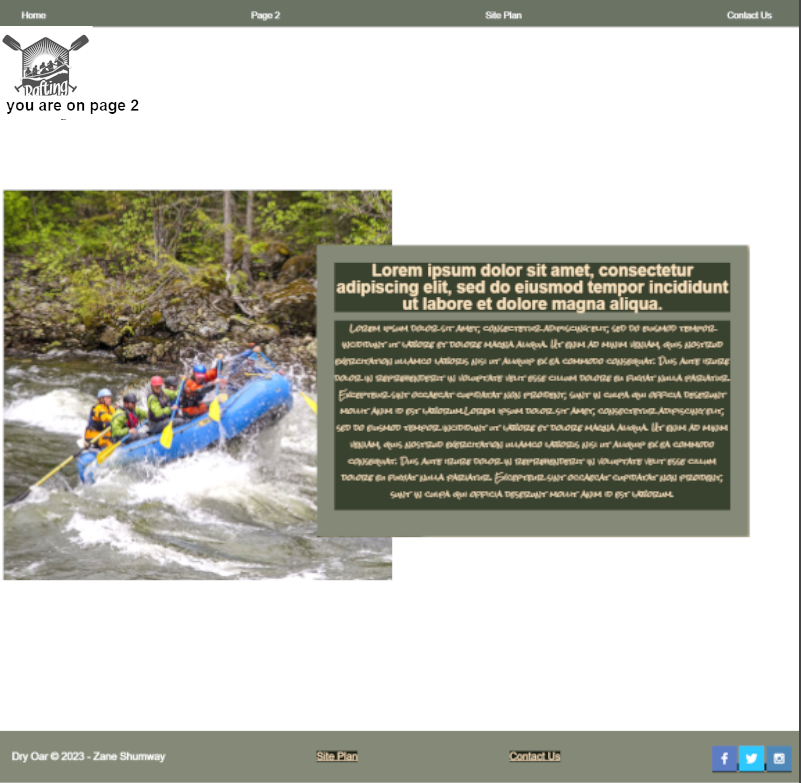 Home Page 2 Site Plan Contact Us
Rafting
you are on page 2
Lorem ipsum dolor sit amet, consectetur
adipiscing elit, sed do eiusmod tempor incididunt
ut labore et dolore magna aliqua.
Lorem ipsum dolor sit amet, consectetur adipiscing elit, sed do eiusmod tempor
incididunt ut labore et dolore magna aliqua. Ut enim ad minim veniam, quis nostrud
exercitation ullamco laboris nisi ut aliquip ex ea commodo consequat. Duis aute irure
dolor in reprehenderit in voluptate velit esse cillum dolore eu fugiat nulla pariatur.
Excepteur sint occaecat cupidatat non proident, sunt in culpa qui officia deserunt
mollit anim id est laborum.Lorem ipsum dolor sit amet, consectetur adipiscing elit,
sed do eiusmod tempor incididunt ut labore et dolore magna aliqua. Ut enim ad minim
veniam, quis nostrud exercitation ullamco laboris nisi ut aliquip ex ea commodo
consequat. Duis aute irure dolor in reprehenderit in voluptate velit esse cillum
dolore eu fugiat nulla pariatur. Excepteur sint occaecat cupidatat non proident,
sunt in culpa qui officia deserunt mollit anim id est laborum.
Dry Oar © 2023 - Zane Shumway Site Plan Contact Us